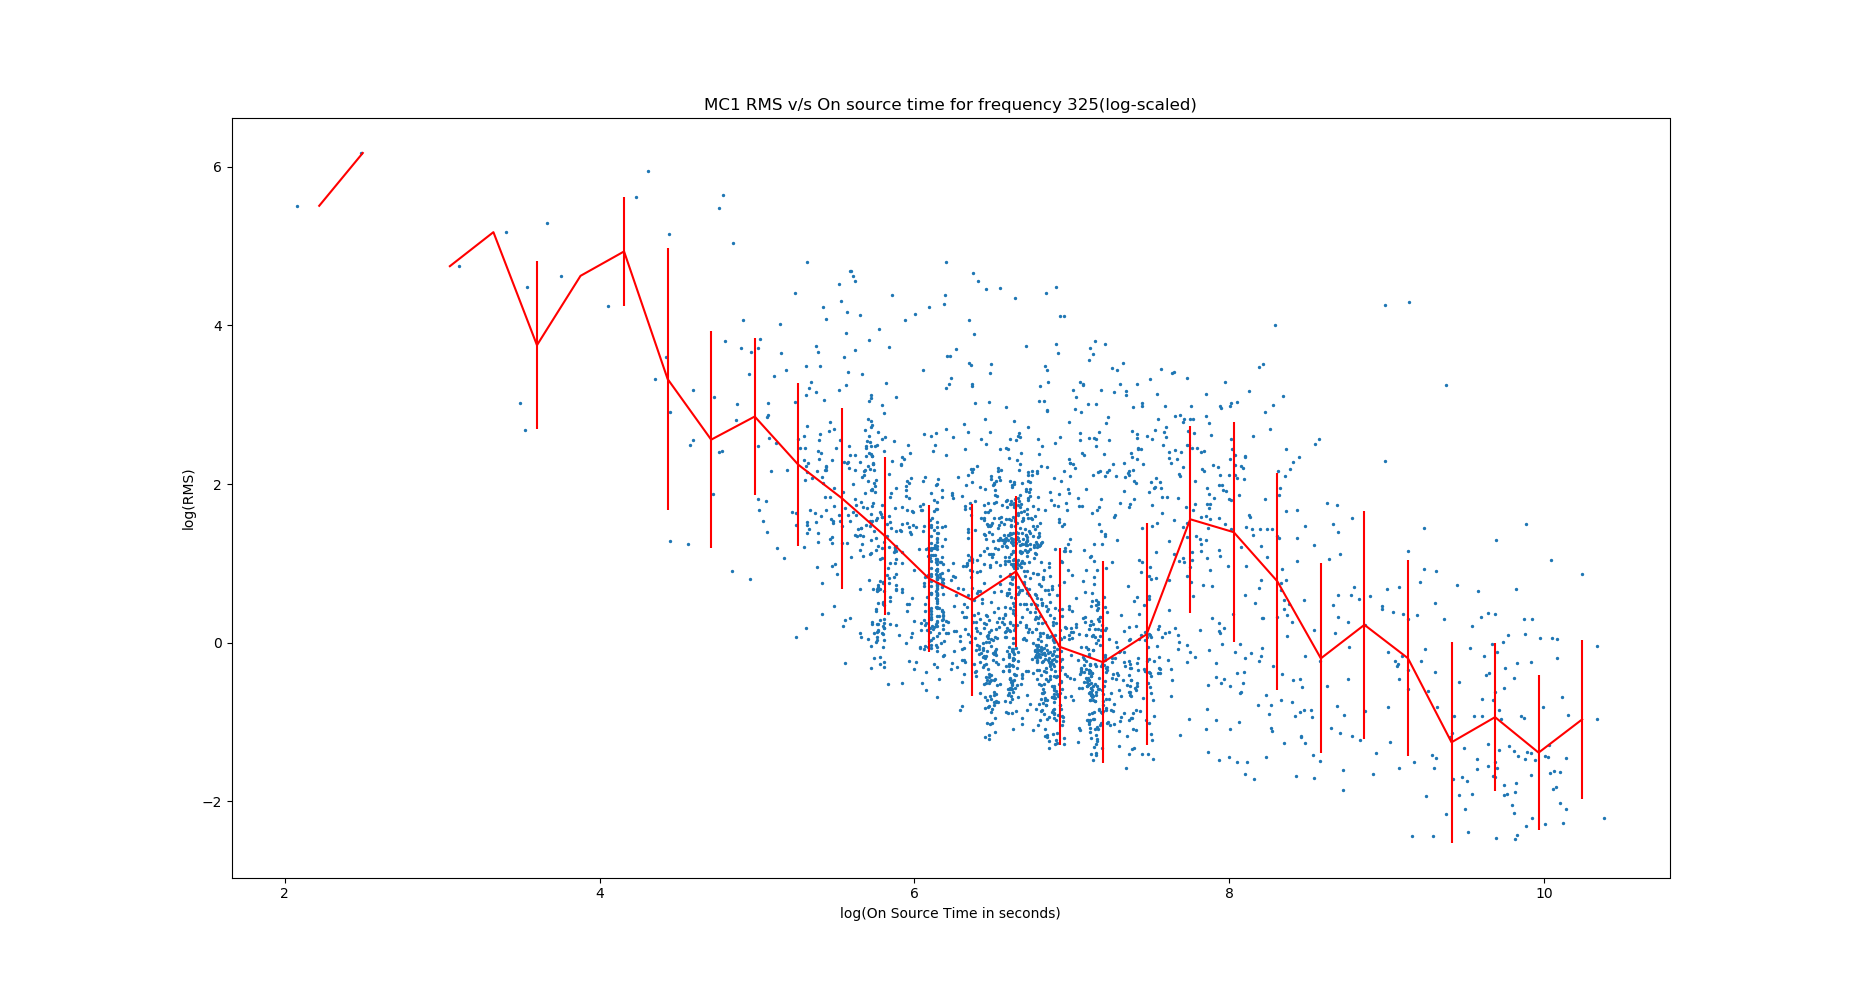 MC1 RMS v/s On source time for frequency 325(log-scaled)
6
4
2
0
−2
log(RMS)
2 4 6 8 10
log(On Source Time in seconds)